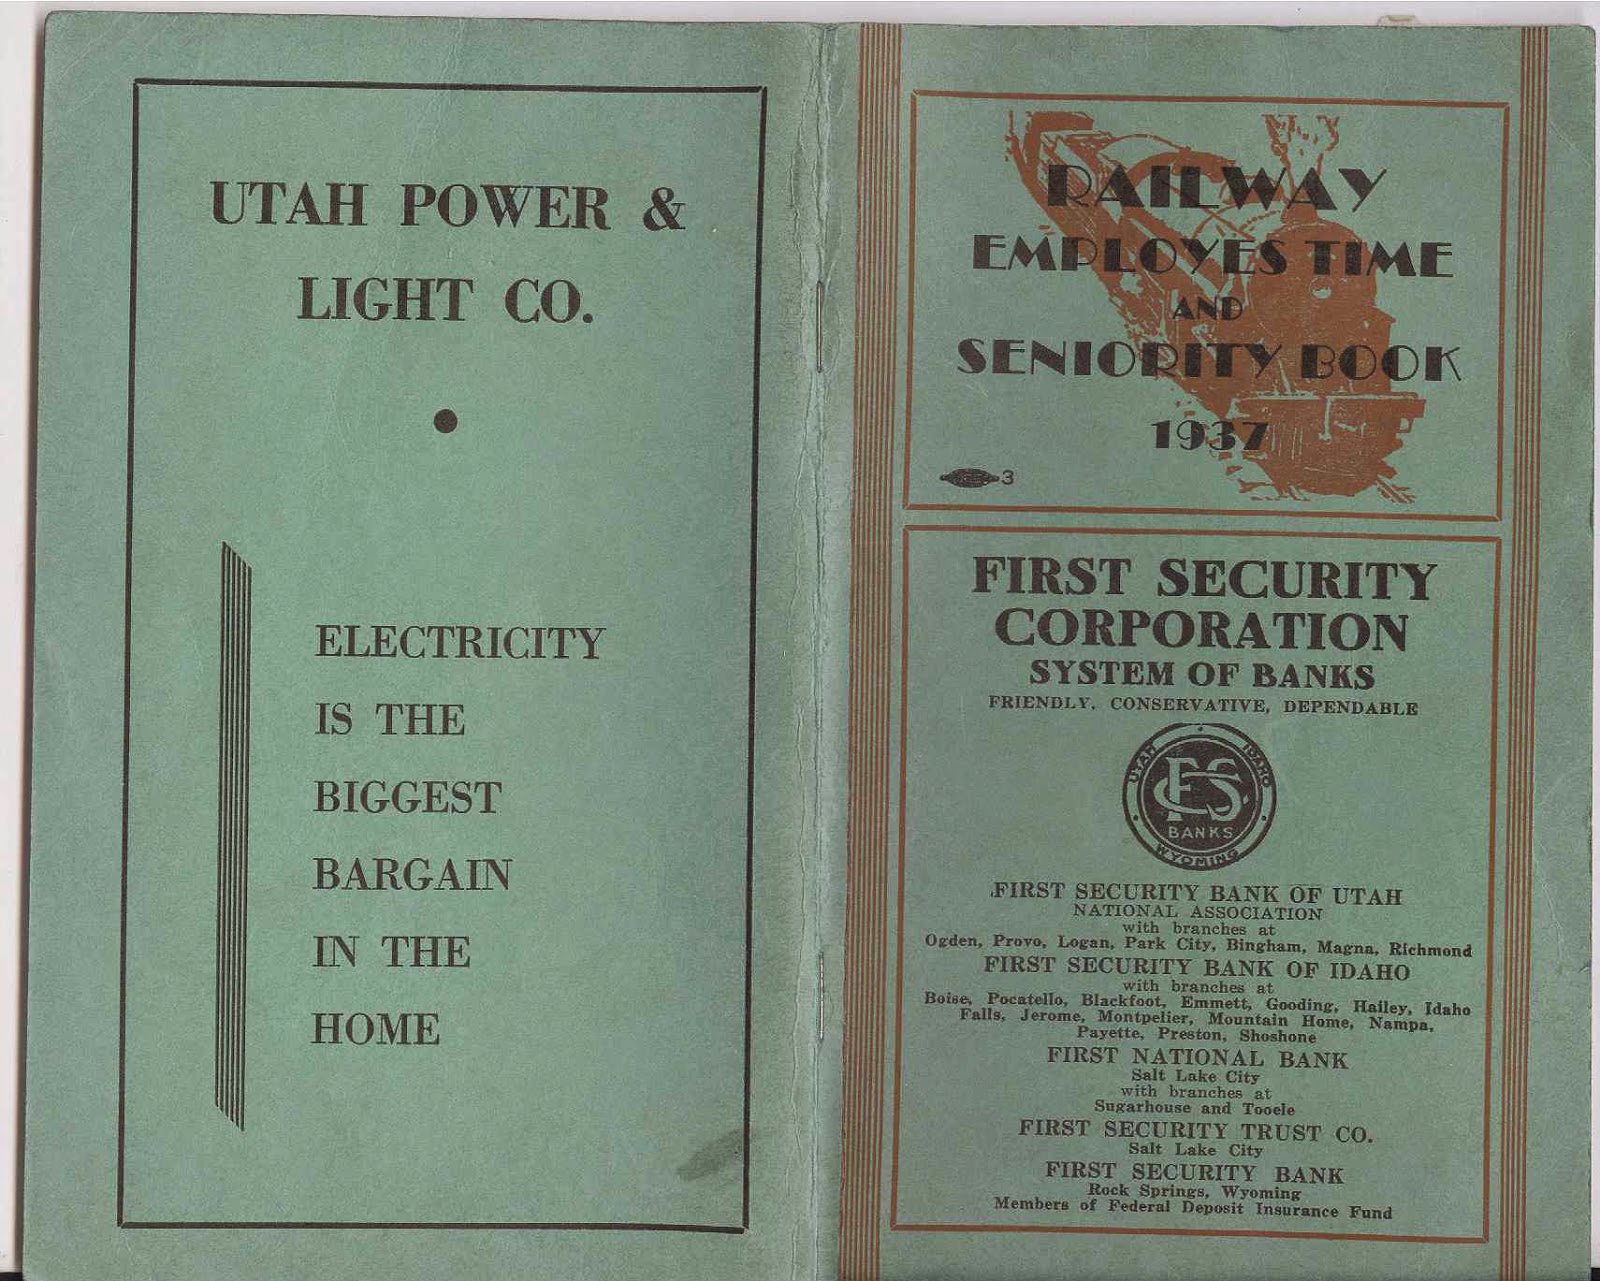 UTAH POWER &
LIGHT CO.
ELECTRICITY
IS THE
BIGGEST
BARGAIN
IN THE
HOME
RAILWAY
EMPLOYES TIME
AND
SENIORITY BOOK
1937
3
FIRST SECURITY
CORPORATION
SYSTEM OF BANKS
FRIENDLY, CONSERVATIVE, DEPENDABLE
UTAH IDAHO
FSC
BANKS
WYOMING
FIRST SECURITY BANK OF UTAH
NATIONAL ASSOCIATION
with branches at
Ogden, Provo, Logan, Park City, Bingham, Magna, Richmond
FIRST SECURITY BANK OF IDAHO
with branches at
Boise, Pocatello, Blackfoot, Emmett, Gooding, Hailey, Idaho
Falls, Jerome, Montpelier, Mountain Home, Nampa,
Payette, Preston, Shoshone
FIRST NATIONAL BANK
Salt Lake City
with branches at
Sugarhouse and Tooele
FIRST SECURITY TRUST CO.
Salt Lake City
FIRST SECURITY BANK
Rock Springs, Wyoming
Members of Federal Deposit Insurance Fund